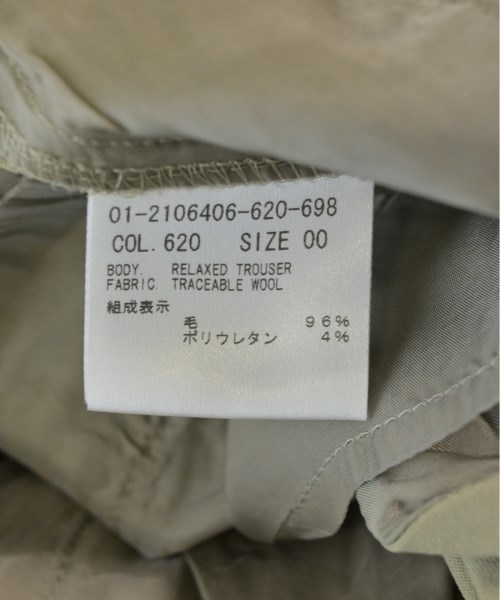 01-2106406-620-698
COL. 620 SIZE 00
BODY. RELAXED TROUSER
FABRIC. TRACEABLE WOOL
組成表示
毛 96%
ポリウレタン 4%